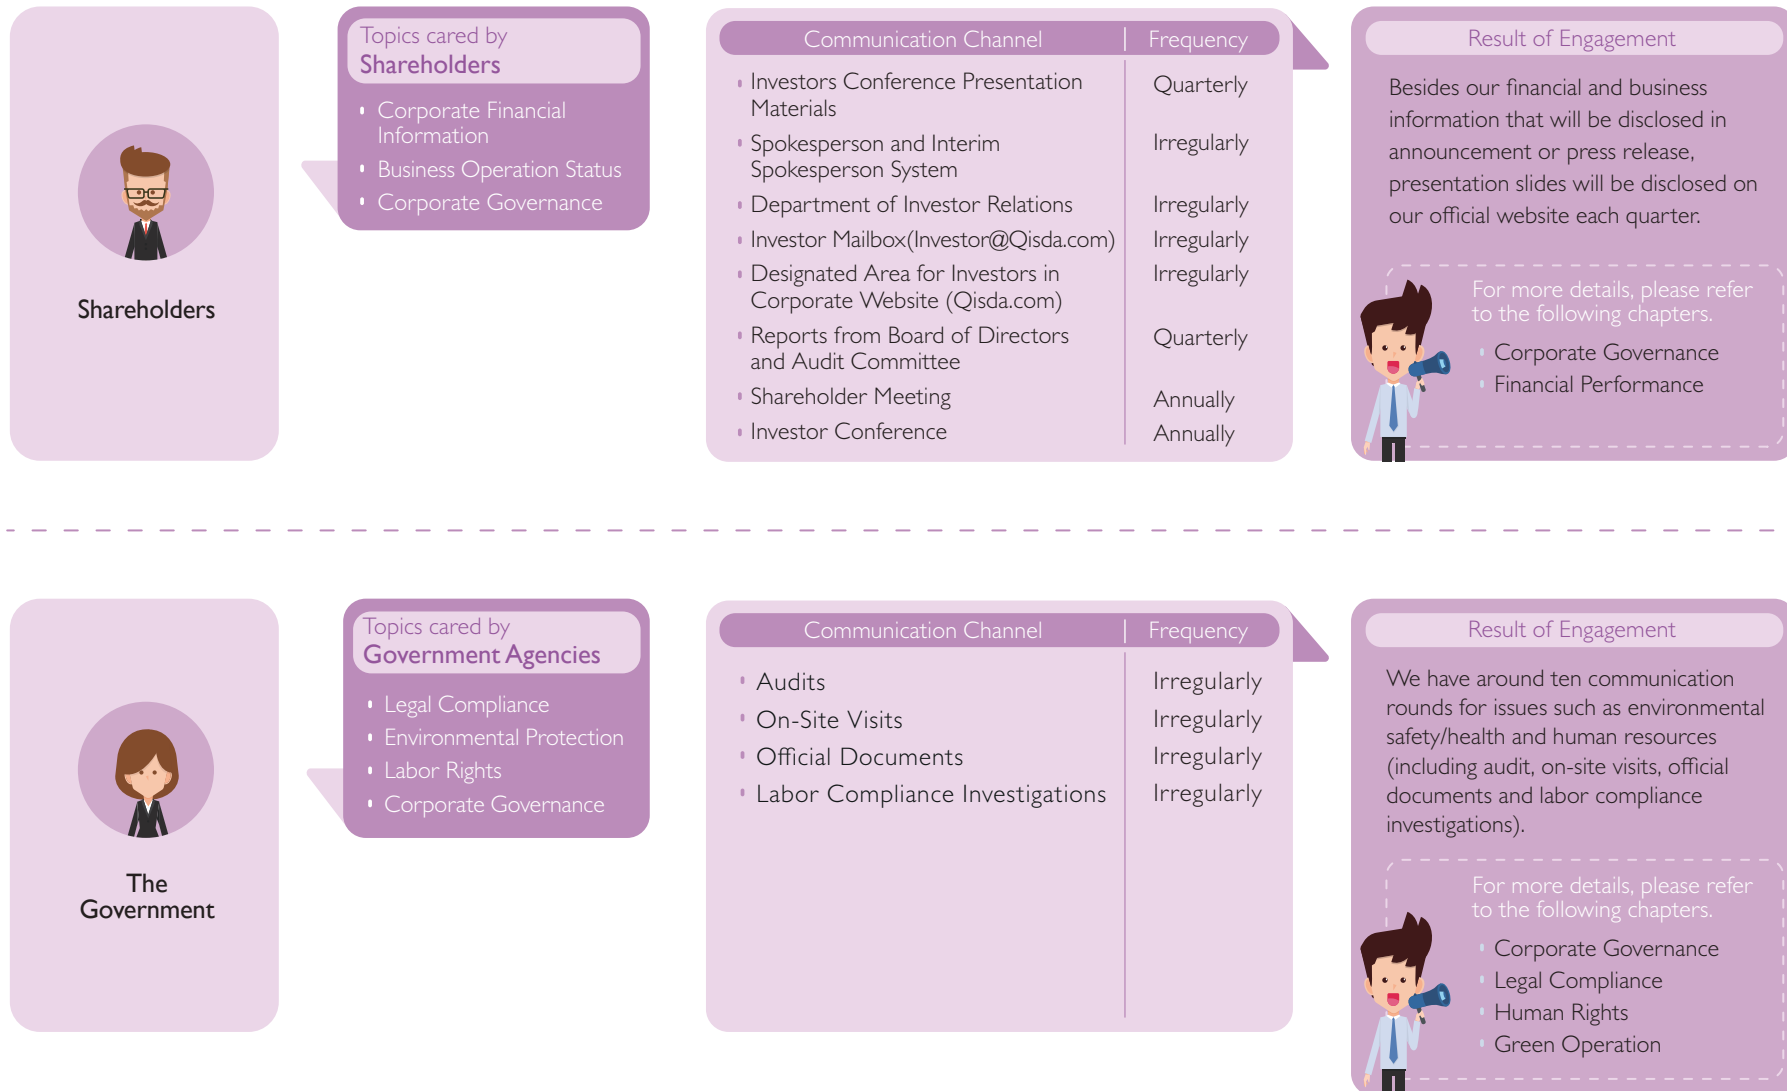 Shareholders
Topics cared by
Shareholders
Corporate Financial
Information
Business Operation Status
Corporate Governance
Communication Channel | Frequency
Investors Conference Presentation
Materials
Quarterly
Spokesperson and Interim
Spokesperson System
Irregularly
Department of Investor Relations
Irregularly
Investor Mailbox(Investor@Qisda.com)
Irregularly
Designated Area for Investors in
Corporate Website (Qisda.com)
Irregularly
Reports from Board of Directors
and Audit Committee
Quarterly
Shareholder Meeting
Annually
Investor Conference
Annually
Result of Engagement
Besides our financial and business
information that will be disclosed in
announcement or press release,
presentation slides will be disclosed on
our official website each quarter.
For more details, please refer
to the following chapters.
Corporate Governance
Financial Performance
The
Government
Topics cared by
Government Agencies
Legal Compliance
Environmental Protection
Labor Rights
Corporate Governance
Communication Channel | Frequency
Audits
Irregularly
On-Site Visits
Irregularly
Official Documents
Irregularly
Labor Compliance Investigations
Irregularly
Result of Engagement
We have around ten communication
rounds for issues such as environmental
safety/health and human resources
(including audit, on-site visits, official
documents and labor compliance
investigations).
For more details, please refer
to the following chapters.
Corporate Governance
Legal Compliance
Human Rights
Green Operation